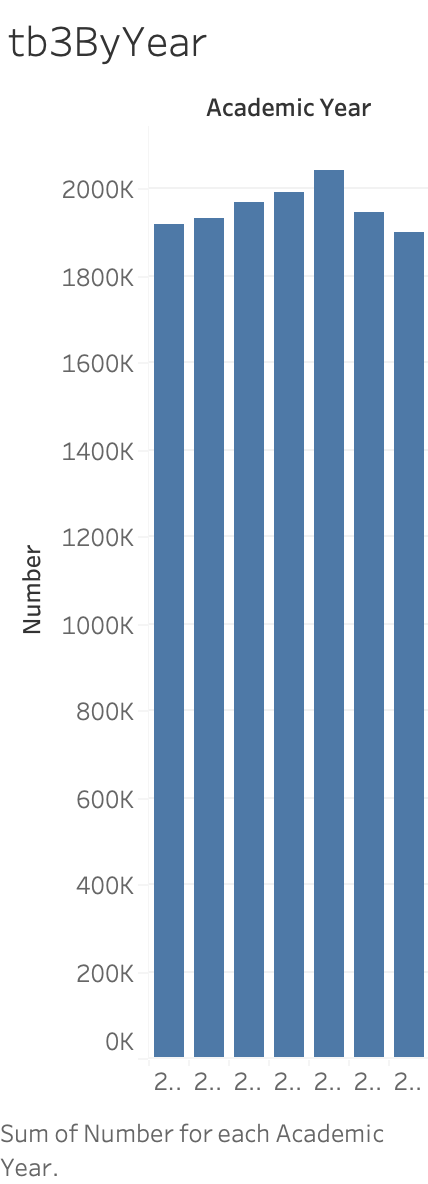 tb3ByYear
Academic Year
2000K
1800K
1600K
1400K
1200K
1000K
800K
600K
400K
200K
0K
Number
2.. 2.. 2.. 2.. 2.. 2.. 2..
Sum of Number for each Academic
Year.